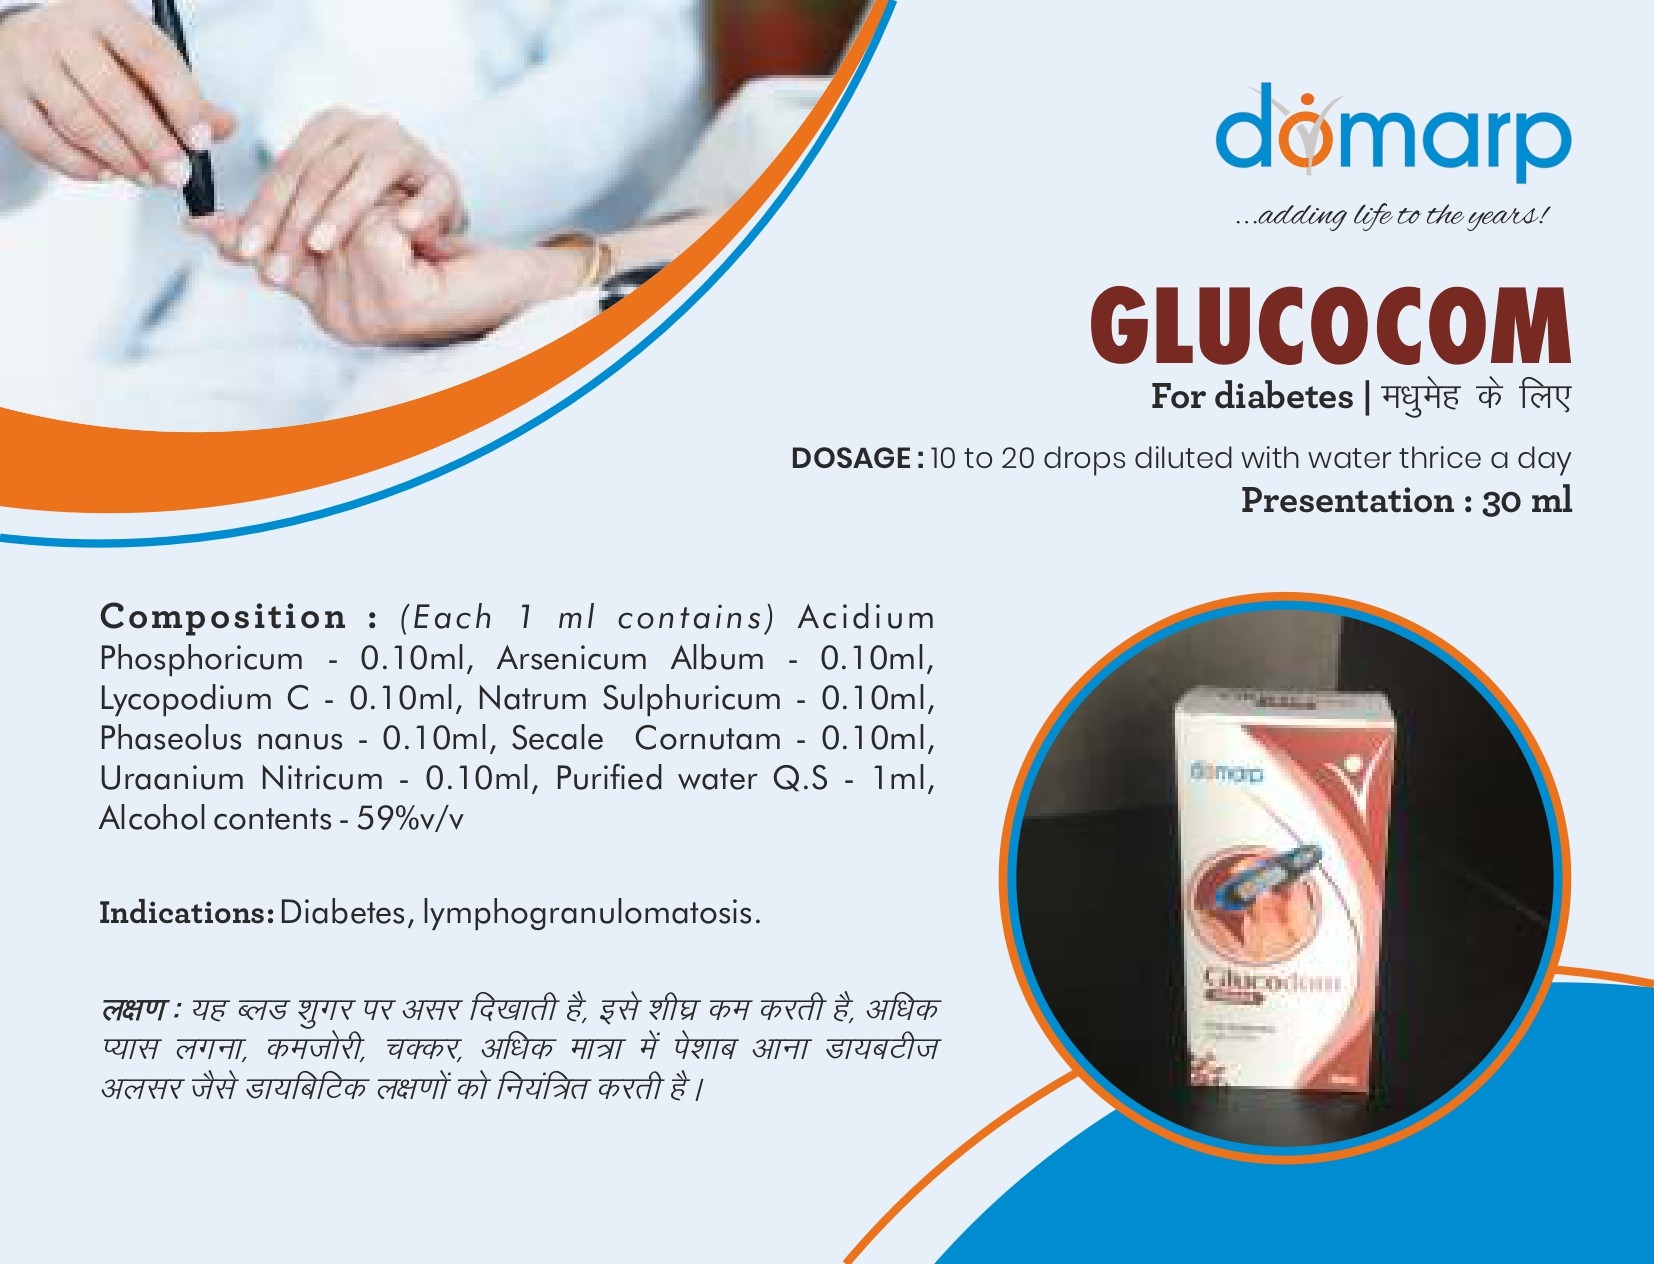 domarp
...adding life to the years!
GLUCOCOM
For diabetes | मधुमेह के लिए
DOSAGE : 10 to 20 drops diluted with water thrice a day
Presentation : 30 ml
Composition : (Each 1 ml contains) Acidium
Phosphoricum - 0.10ml, Arsenicum Album - 0.10ml,
Lycopodium C - 0.10ml, Natrum Sulphuricum - 0.10ml,
Phaseolus nanus - 0.10ml, Secale Cornutam - 0.10ml,
Uraanium Nitricum - 0.10ml, Purified water Q.S - 1ml,
Alcohol contents - 59%v/v
Indications: Diabetes, lymphogranulomatosis.
लक्षण : यह ब्लड शुगर पर असर दिखाती है, इसे शीघ्र कम करती है, अधिक
प्यास लगना, कमजोरी, चक्कर, अधिक मात्रा में पेशाब आना डायबटीज
अलसर जैसे डायबिटिक लक्षणों को नियंत्रित करती है।
domarp
Glucodom